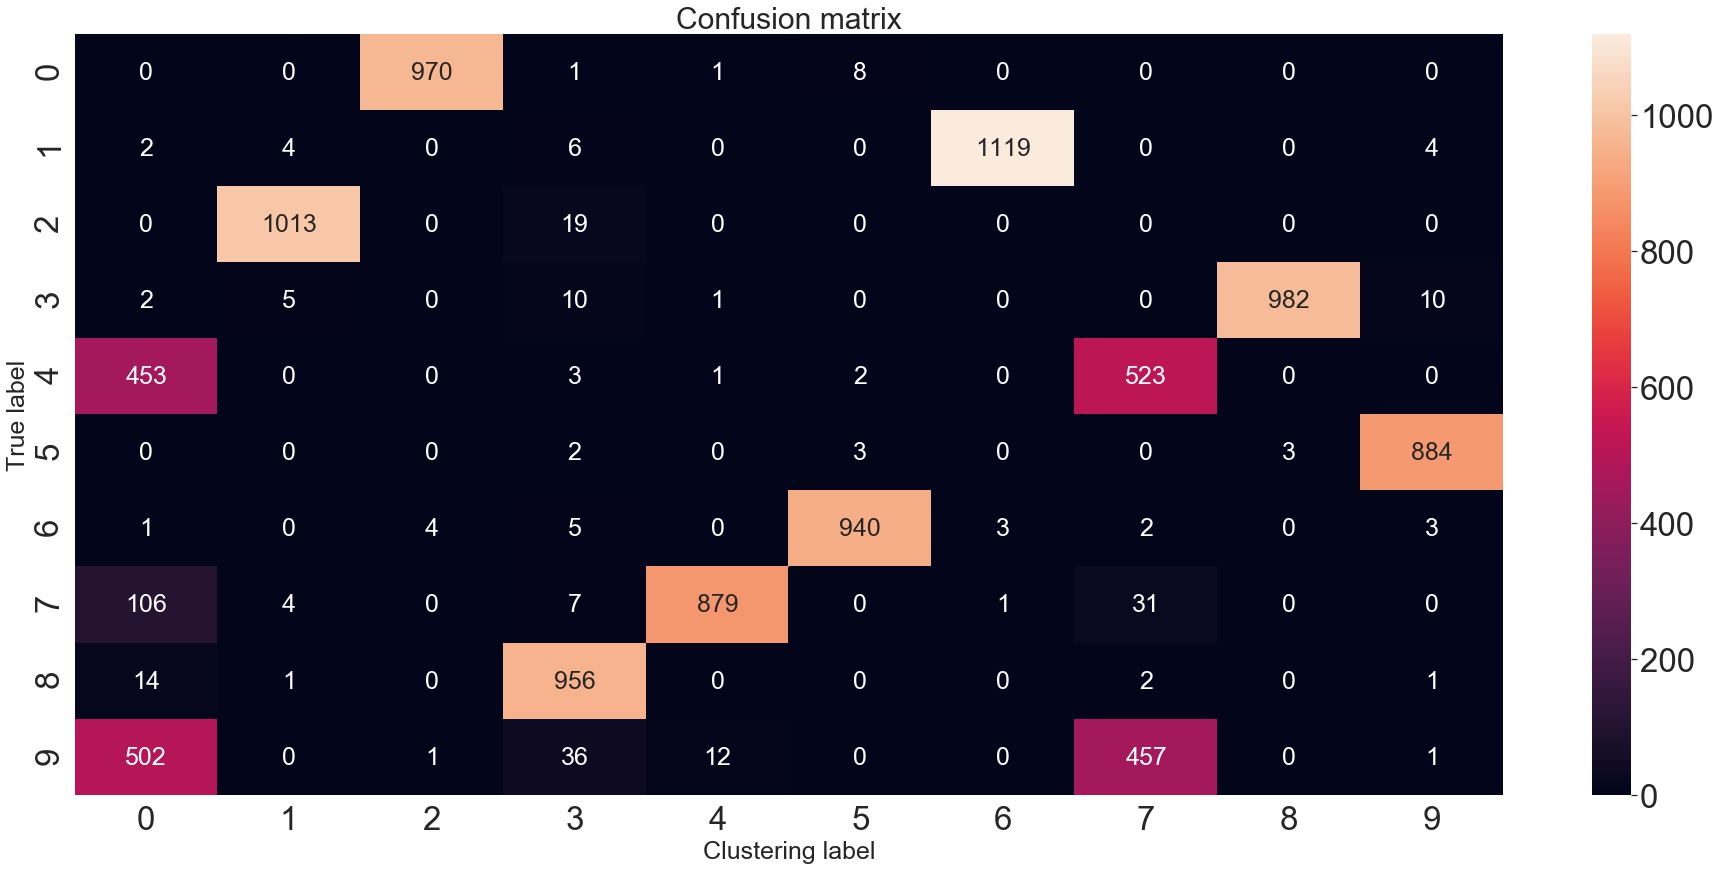 Confusion matrix
0 0 0 970 1 1 8 0 0 0 0
1 2 4 0 6 0 0 1119 0 0 4
2 0 1013 0 19 0 0 0 0 0 0
3 2 5 0 10 1 0 0 0 982 10
4 453 0 0 3 1 2 0 523 0 0
5 0 0 0 2 0 3 0 0 3 884
6 1 0 4 5 0 940 3 2 0 3
7 106 4 0 7 879 0 1 31 0 0
8 14 1 0 956 0 0 0 2 0 1
9 502 0 1 36 12 0 0 457 0 1
0 1 2 3 4 5 6 7 8 9
Clustering label
True label
1000
800
600
400
200
0